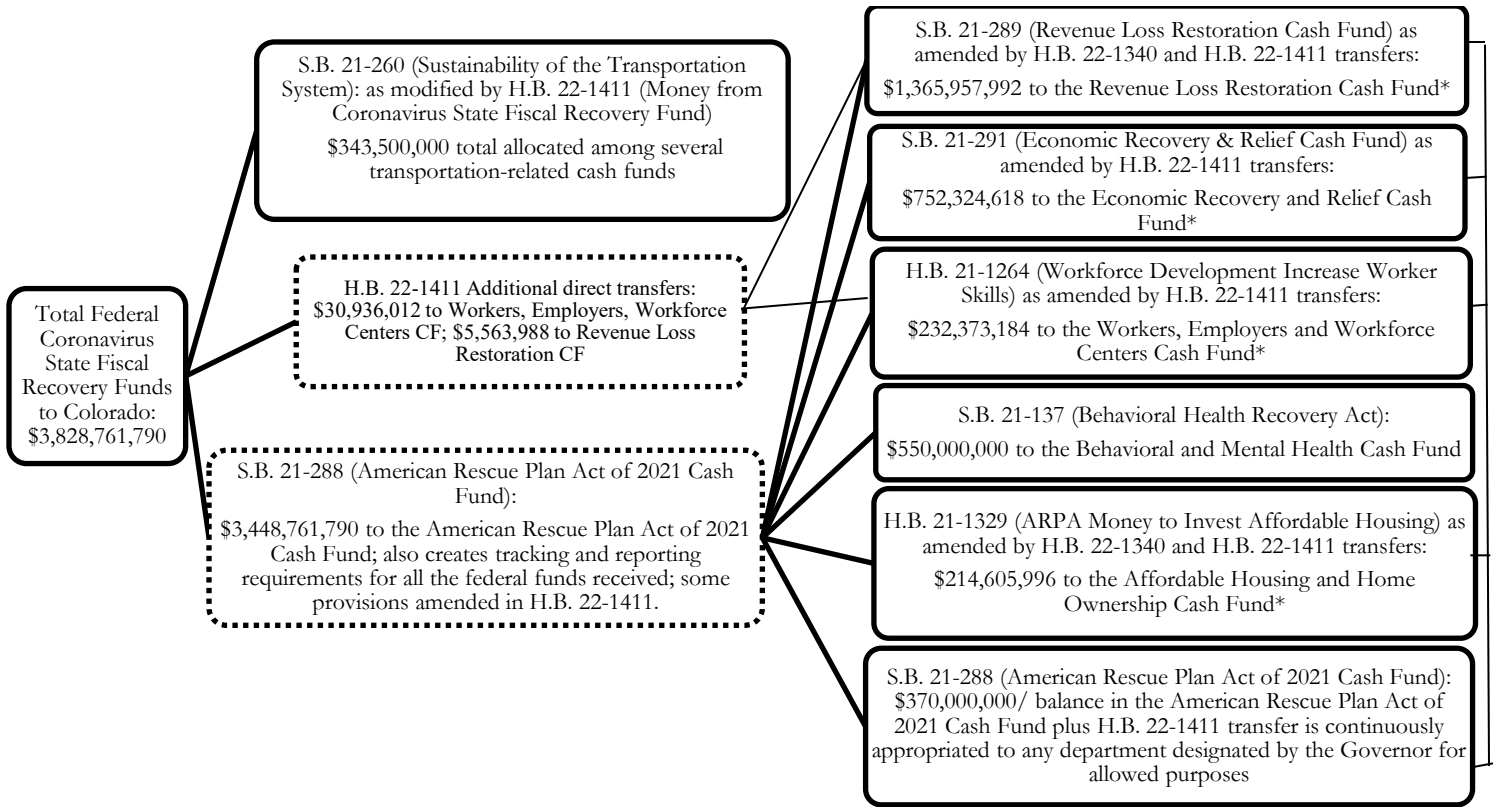 Total Federal
Coronavirus
State Fiscal
Recovery Funds
to Colorado:
$3,828,761,790
S.B. 21-260 (Sustainability of the Transportation
System): as modified by H.B. 22-1411 (Money from
Coronavirus State Fiscal Recovery Fund)
$343,500,000 total allocated among several
transportation-related cash funds
H.B. 22-1411 Additional direct transfers:
$30,936,012 to Workers, Employers, Workforce
Centers CF; $5,563,988 to Revenue Loss
Restoration CF
S.B. 21-288 (American Rescue Plan Act of 2021 Cash
Fund):
$3,448,761,790 to the American Rescue Plan Act of 2021
Cash Fund; also creates tracking and reporting
requirements for all the federal funds received; some
provisions amended in H.B. 22-1411.
S.B. 21-289 (Revenue Loss Restoration Cash Fund) as
amended by H.B. 22-1340 and H.B. 22-1411 transfers:
$1,365,957,992 to the Revenue Loss Restoration Cash Fund*
S.B. 21-291 (Economic Recovery & Relief Cash Fund) as
amended by H.B. 22-1411 transfers:
$752,324,618 to the Economic Recovery and Relief Cash
Fund*
H.B. 21-1264 (Workforce Development Increase Worker
Skills) as amended by H.B. 22-1411 transfers:
$232,373,184 to the Workers, Employers and Workforce
Centers Cash Fund*
S.B. 21-137 (Behavioral Health Recovery Act):
$550,000,000 to the Behavioral and Mental Health Cash Fund
H.B. 21-1329 (ARPA Money to Invest Affordable Housing) as
amended by H.B. 22-1340 and H.B. 22-1411 transfers:
$214,605,996 to the Affordable Housing and Home
Ownership Cash Fund*
S.B. 21-288 (American Rescue Plan Act of 2021 Cash Fund):
$370,000,000/ balance in the American Rescue Plan Act of
2021 Cash Fund plus H.B. 22-1411 transfer is continuously
appropriated to any department designated by the Governor for
allowed purposes